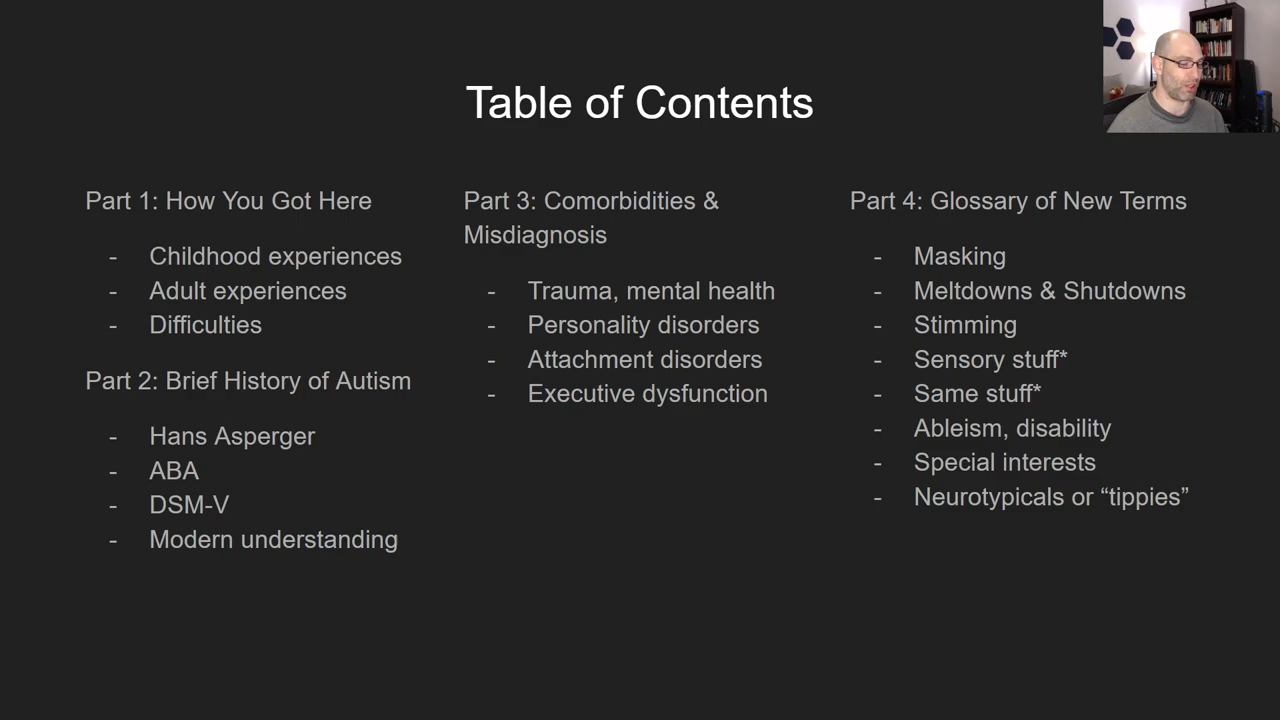 Table of Contents
Part 1: How You Got Here
- Childhood experiences
- Adult experiences
- Difficulties
Part 2: Brief History of Autism
- Hans Asperger
- ABA
- DSM-V
- Modern understanding
Part 3: Comorbidities &
Misdiagnosis
- Trauma, mental health
- Personality disorders
- Attachment disorders
- Executive dysfunction
Part 4: Glossary of New Terms
- Masking
- Meltdowns & Shutdowns
- Stimming
- Sensory stuff*
- Same stuff*
- Ableism, disability
- Special interests
- Neurotypicals or “tippies”